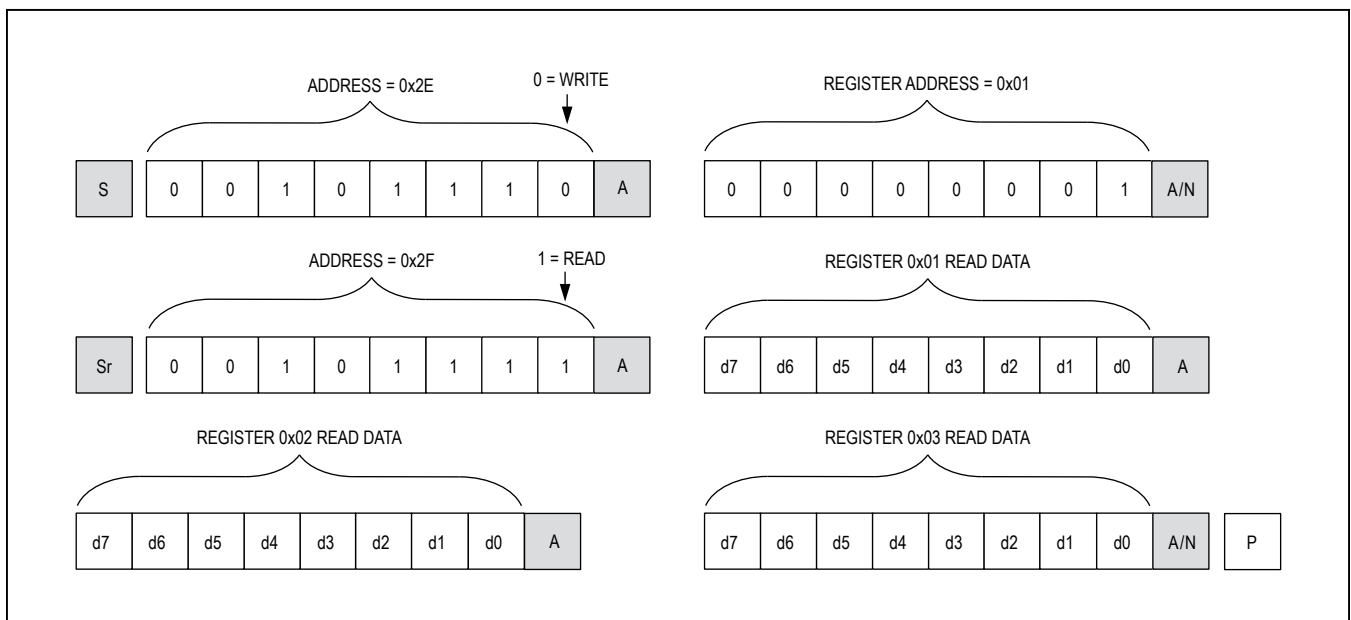 ADDRESS = 0x2E 0 = WRITE REGISTER ADDRESS = 0x01
S 0 0 1 0 1 1 1 0 A 0 0 0 0 0 0 0 1 A/N
ADDRESS = 0x2F 1 = READ REGISTER 0x01 READ DATA
Sr 0 0 1 0 1 1 1 1 A d7 d6 d5 d4 d3 d2 d1 d0 A
REGISTER 0x02 READ DATA REGISTER 0x03 READ DATA
d7 d6 d5 d4 d3 d2 d1 d0 A d7 d6 d5 d4 d3 d2 d1 d0 A/N P